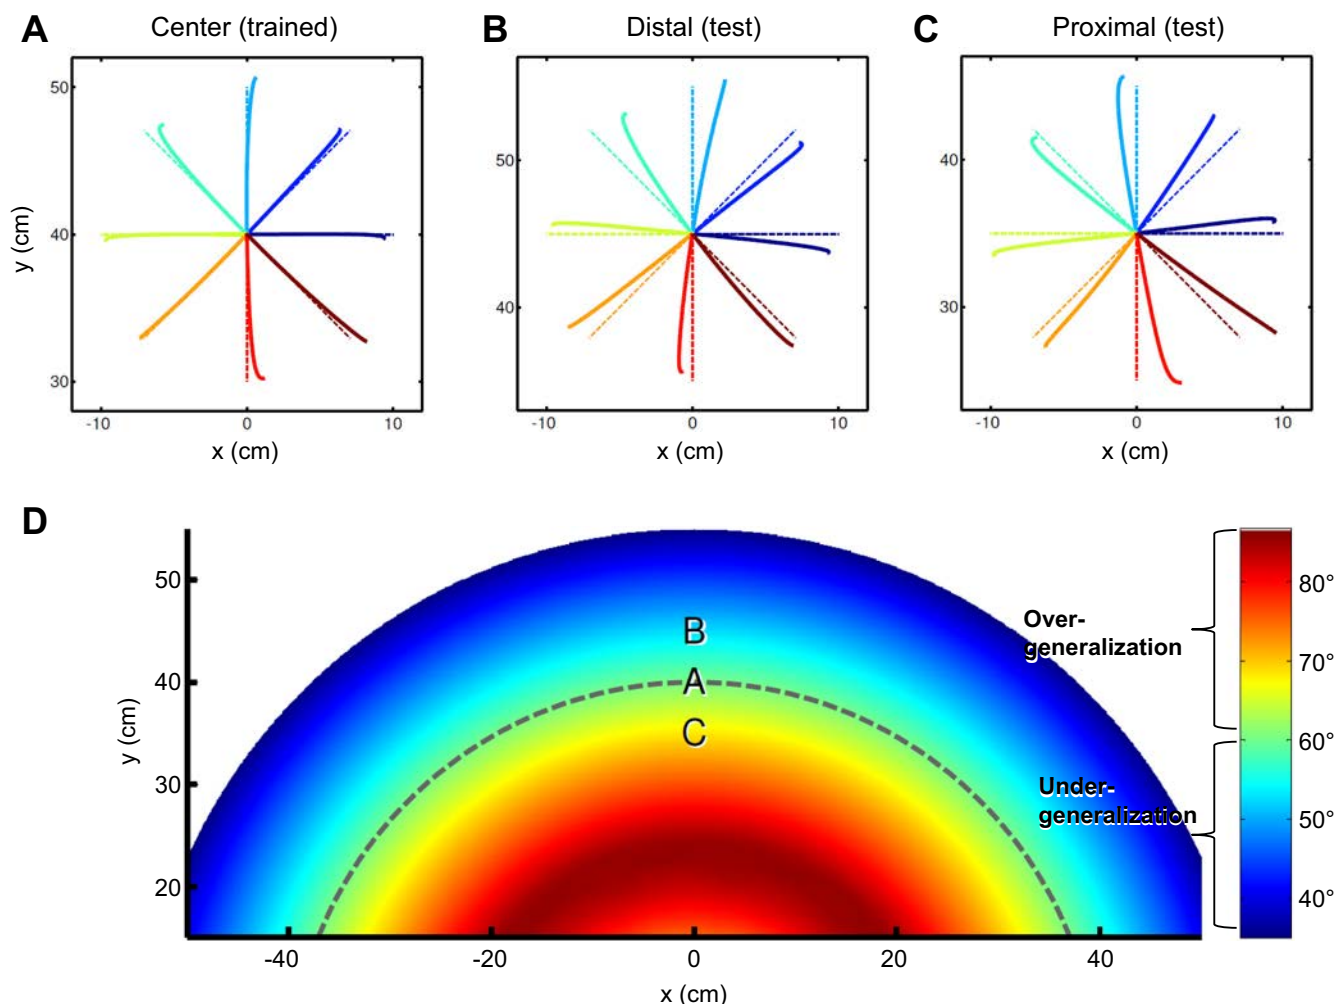 A
Center (trained)
B
Distal (test)
C
Proximal (test)
50
40
30
y (cm)
-10
0
10
x (cm)
50
40
-10
0
10
x (cm)
40
30
-10
0
10
x (cm)
D
50
40
30
20
y (cm)
B
A
C
-40
-20
0
20
40
x (cm)
Over-
generalization
Under-
generalization
80°
70°
60°
50°
40°